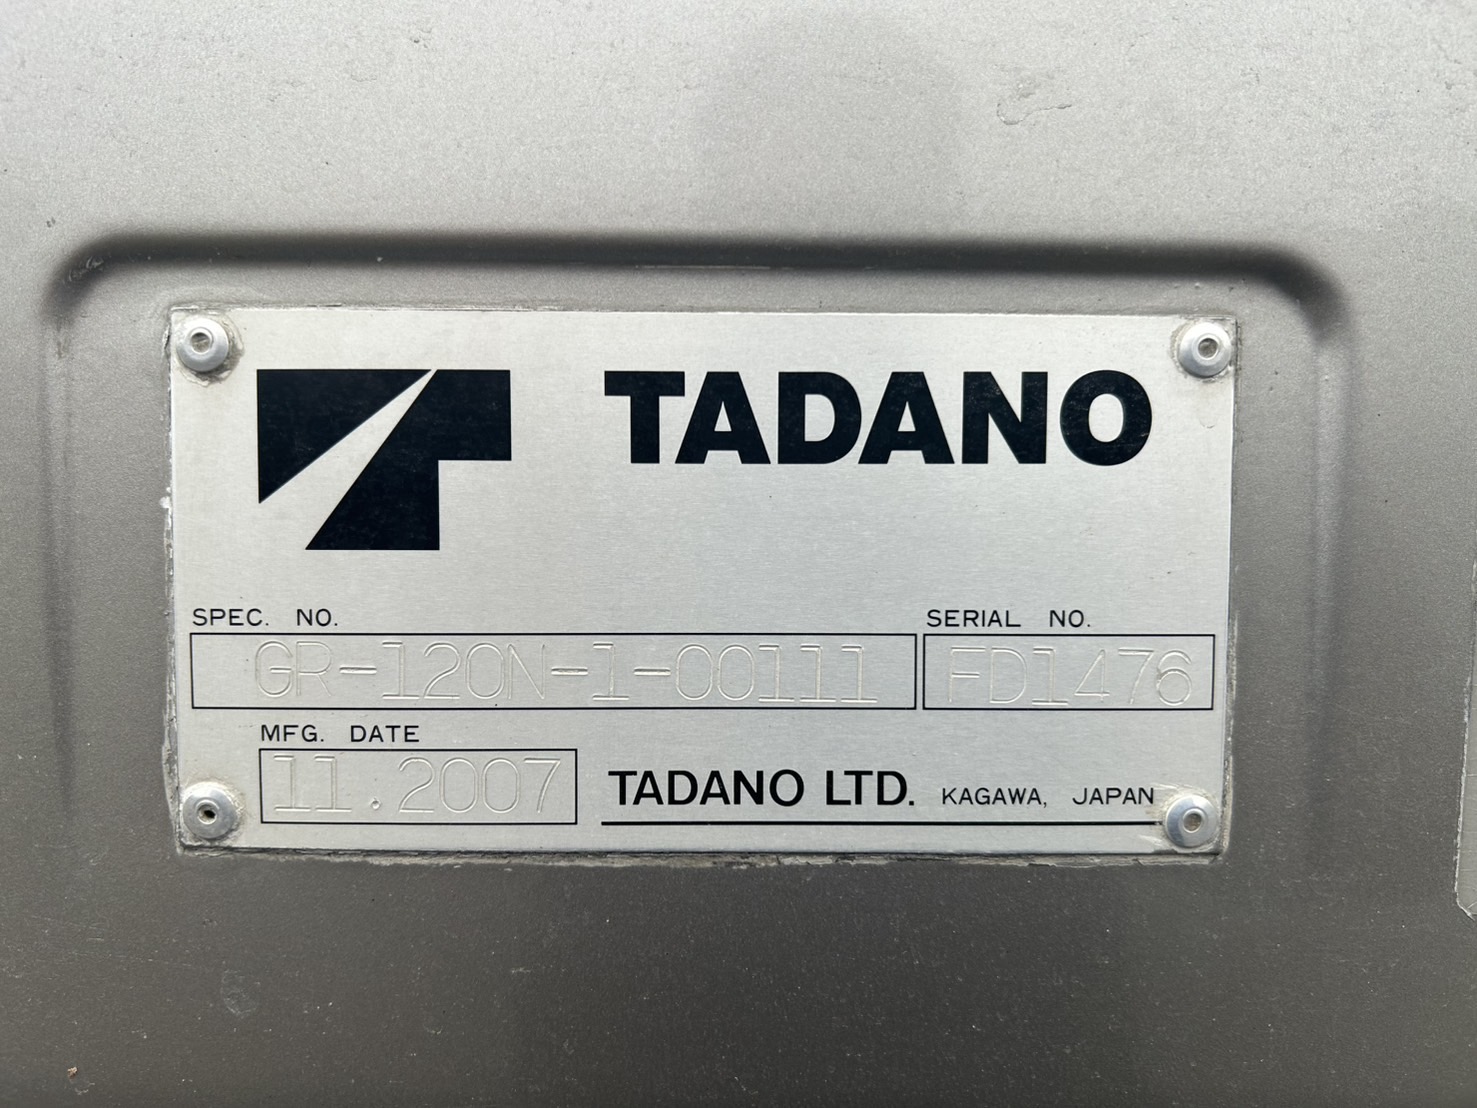 TADANO
SPEC. NO. SERIAL NO.
GR-120N-1-00111 FD1476
MFG. DATE
11.2007 TADANO LTD. KAGAWA, JAPAN